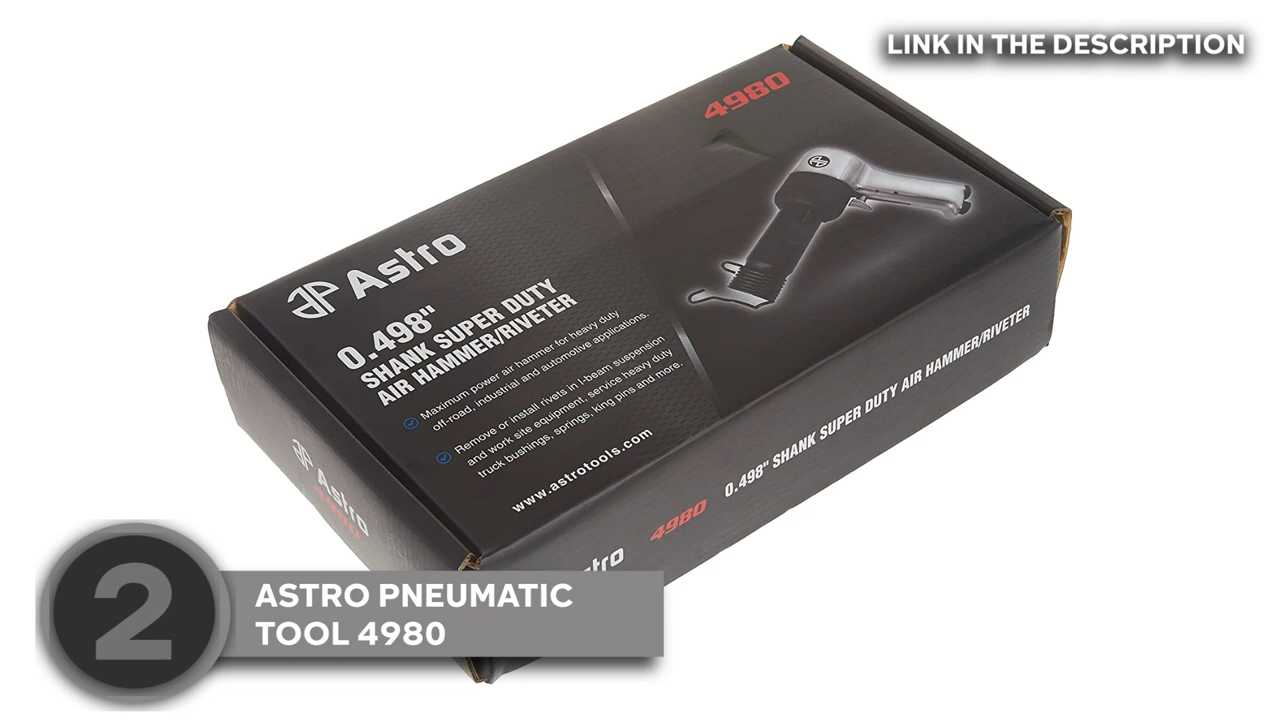 LINK IN THE DESCRIPTION
4980
Astro
0.498"
SHANK SUPER DUTY
AIR HAMMER/RIVETER
Maximum power air hammer for heavy duty
off-road, industrial and automotive applications.
Remove or install rivets in I-beam suspension
and work site equipment, service heavy duty
truck bushings, springs, king pins and more.
www.astrotools.com
Astro
4980
stro 4980 0.498" SHANK SUPER DUTY AIR HAMMER/RIVETER
2
ASTRO PNEUMATIC
TOOL 4980